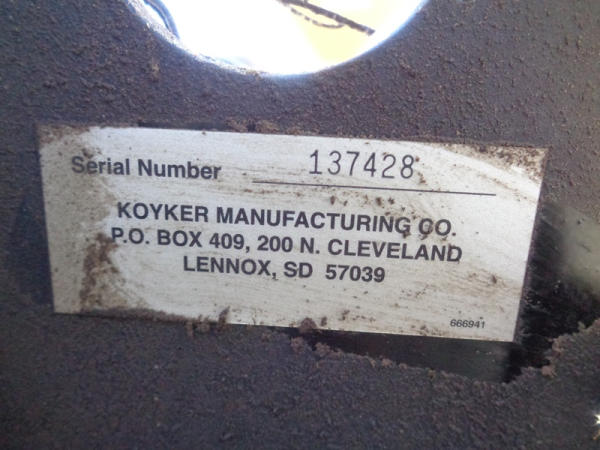 Serial Number 137428
KOYKER MANUFACTURING CO.
P.O. BOX 409, 200 N. CLEVELAND
LENNOX, SD 57039
666941